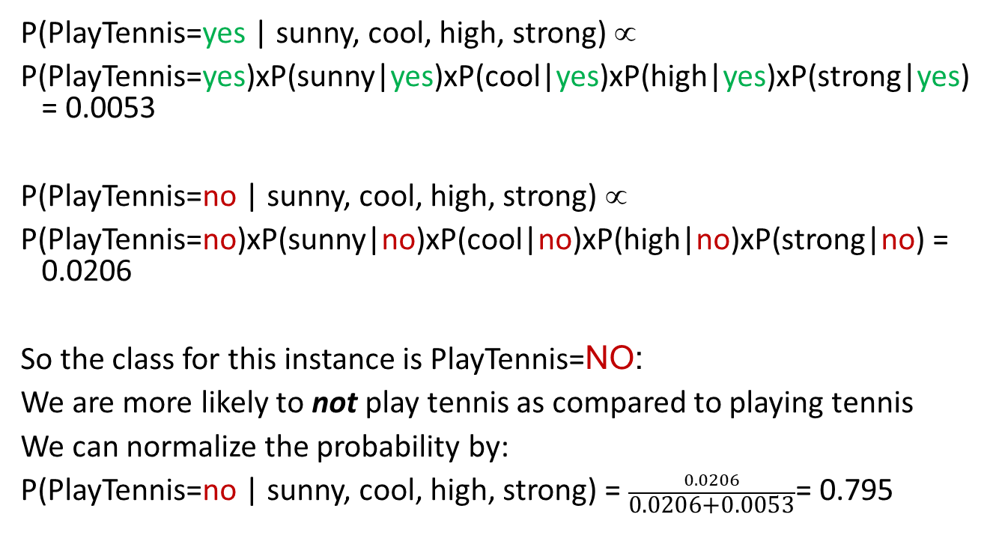 P(PlayTennis=yes | sunny, cool, high, strong) ∝
P(PlayTennis=yes)xP(sunny|yes)xP(cool|yes)xP(high|yes)xP(strong|yes)
= 0.0053
P(PlayTennis=no | sunny, cool, high, strong) ∝
P(PlayTennis=no)xP(sunny|no)xP(cool|no)xP(high|no)xP(strong|no) =
0.0206
So the class for this instance is PlayTennis=NO:
We are more likely to not play tennis as compared to playing tennis
We can normalize the probability by:
P(PlayTennis=no | sunny, cool, high, strong) = 0.0206/0.0206+0.0053 = 0.795